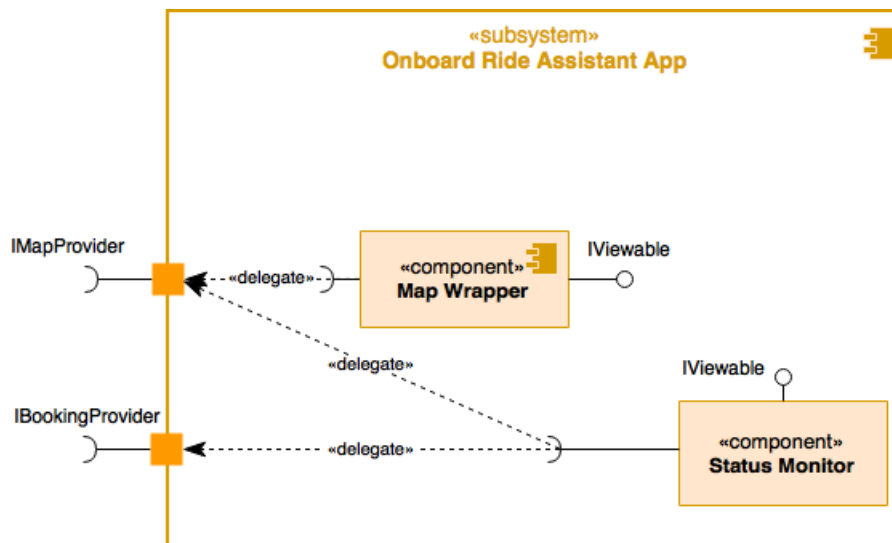 «subsystem»
Onboard Ride Assistant App
IMapProvider
«delegate»
«component»
Map Wrapper
IViewable
«delegate»
IViewable
IBookingProvider
«delegate»
«component»
Status Monitor